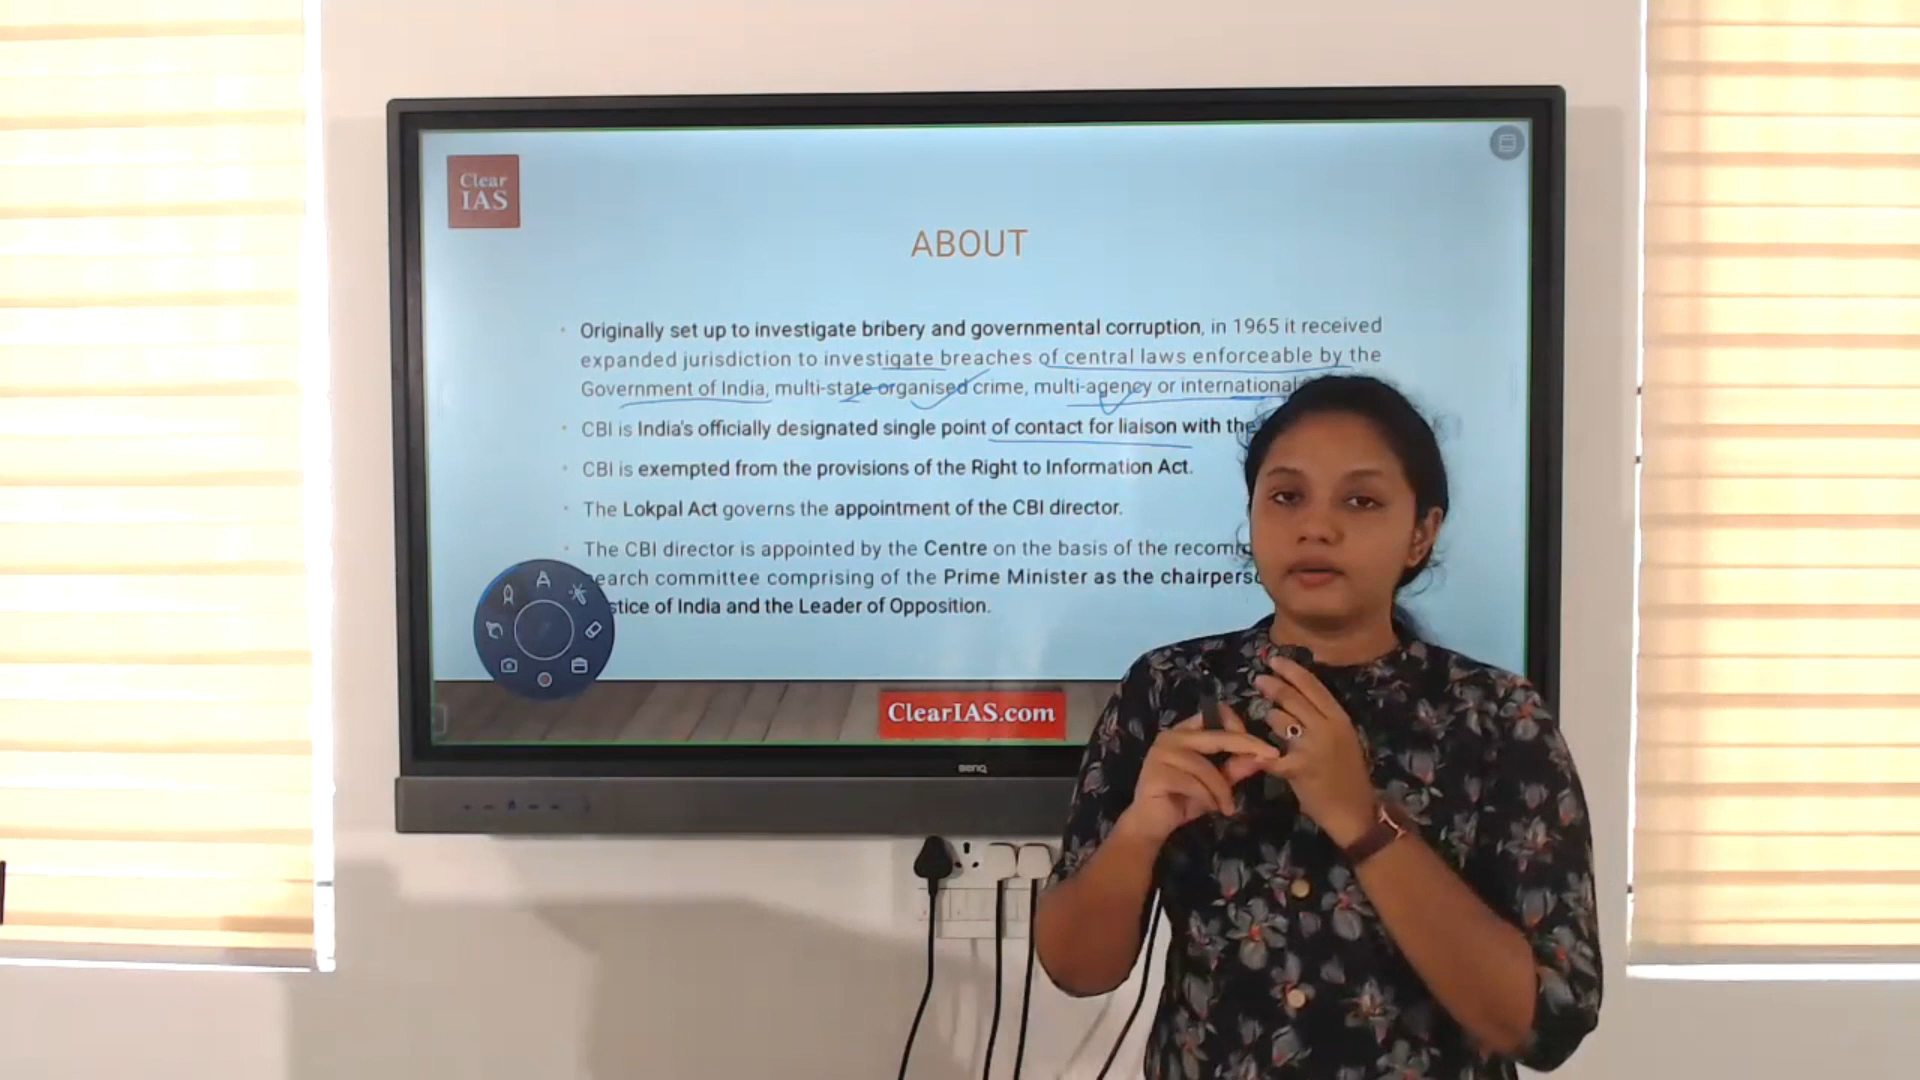 Clear
IAS
ABOUT
Originally set up to investigate bribery and governmental corruption, in 1965 it received
expanded jurisdiction to investigate breaches of central laws enforceable by the
Government of India, multi-state organised crime, multi-agency or international
CBI is India's officially designated single point of contact for liaison with the
CBI is exempted from the provisions of the Right to Information Act.
The Lokpal Act governs the appointment of the CBI director.
The CBI director is appointed by the Centre on the basis of the
committee comprising of the Prime Minister as the
of India and the Leader of Opposition.
ClearIAS.com
BenQ